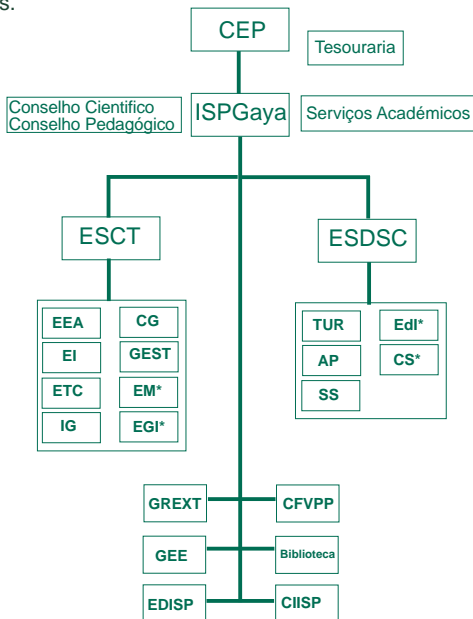 s.
CEP
Tesouraria
Conselho Cientifico
Conselho Pedagógico
ISPGaya
Serviços Académicos
ESCT
ESDSC
EEA
CG
EI
GEST
ETC
EM*
IG
EGI*
TUR
EdI*
AP
CS*
SS
GREXT
CFVPP
GEE
Biblioteca
EDISP
CIISP